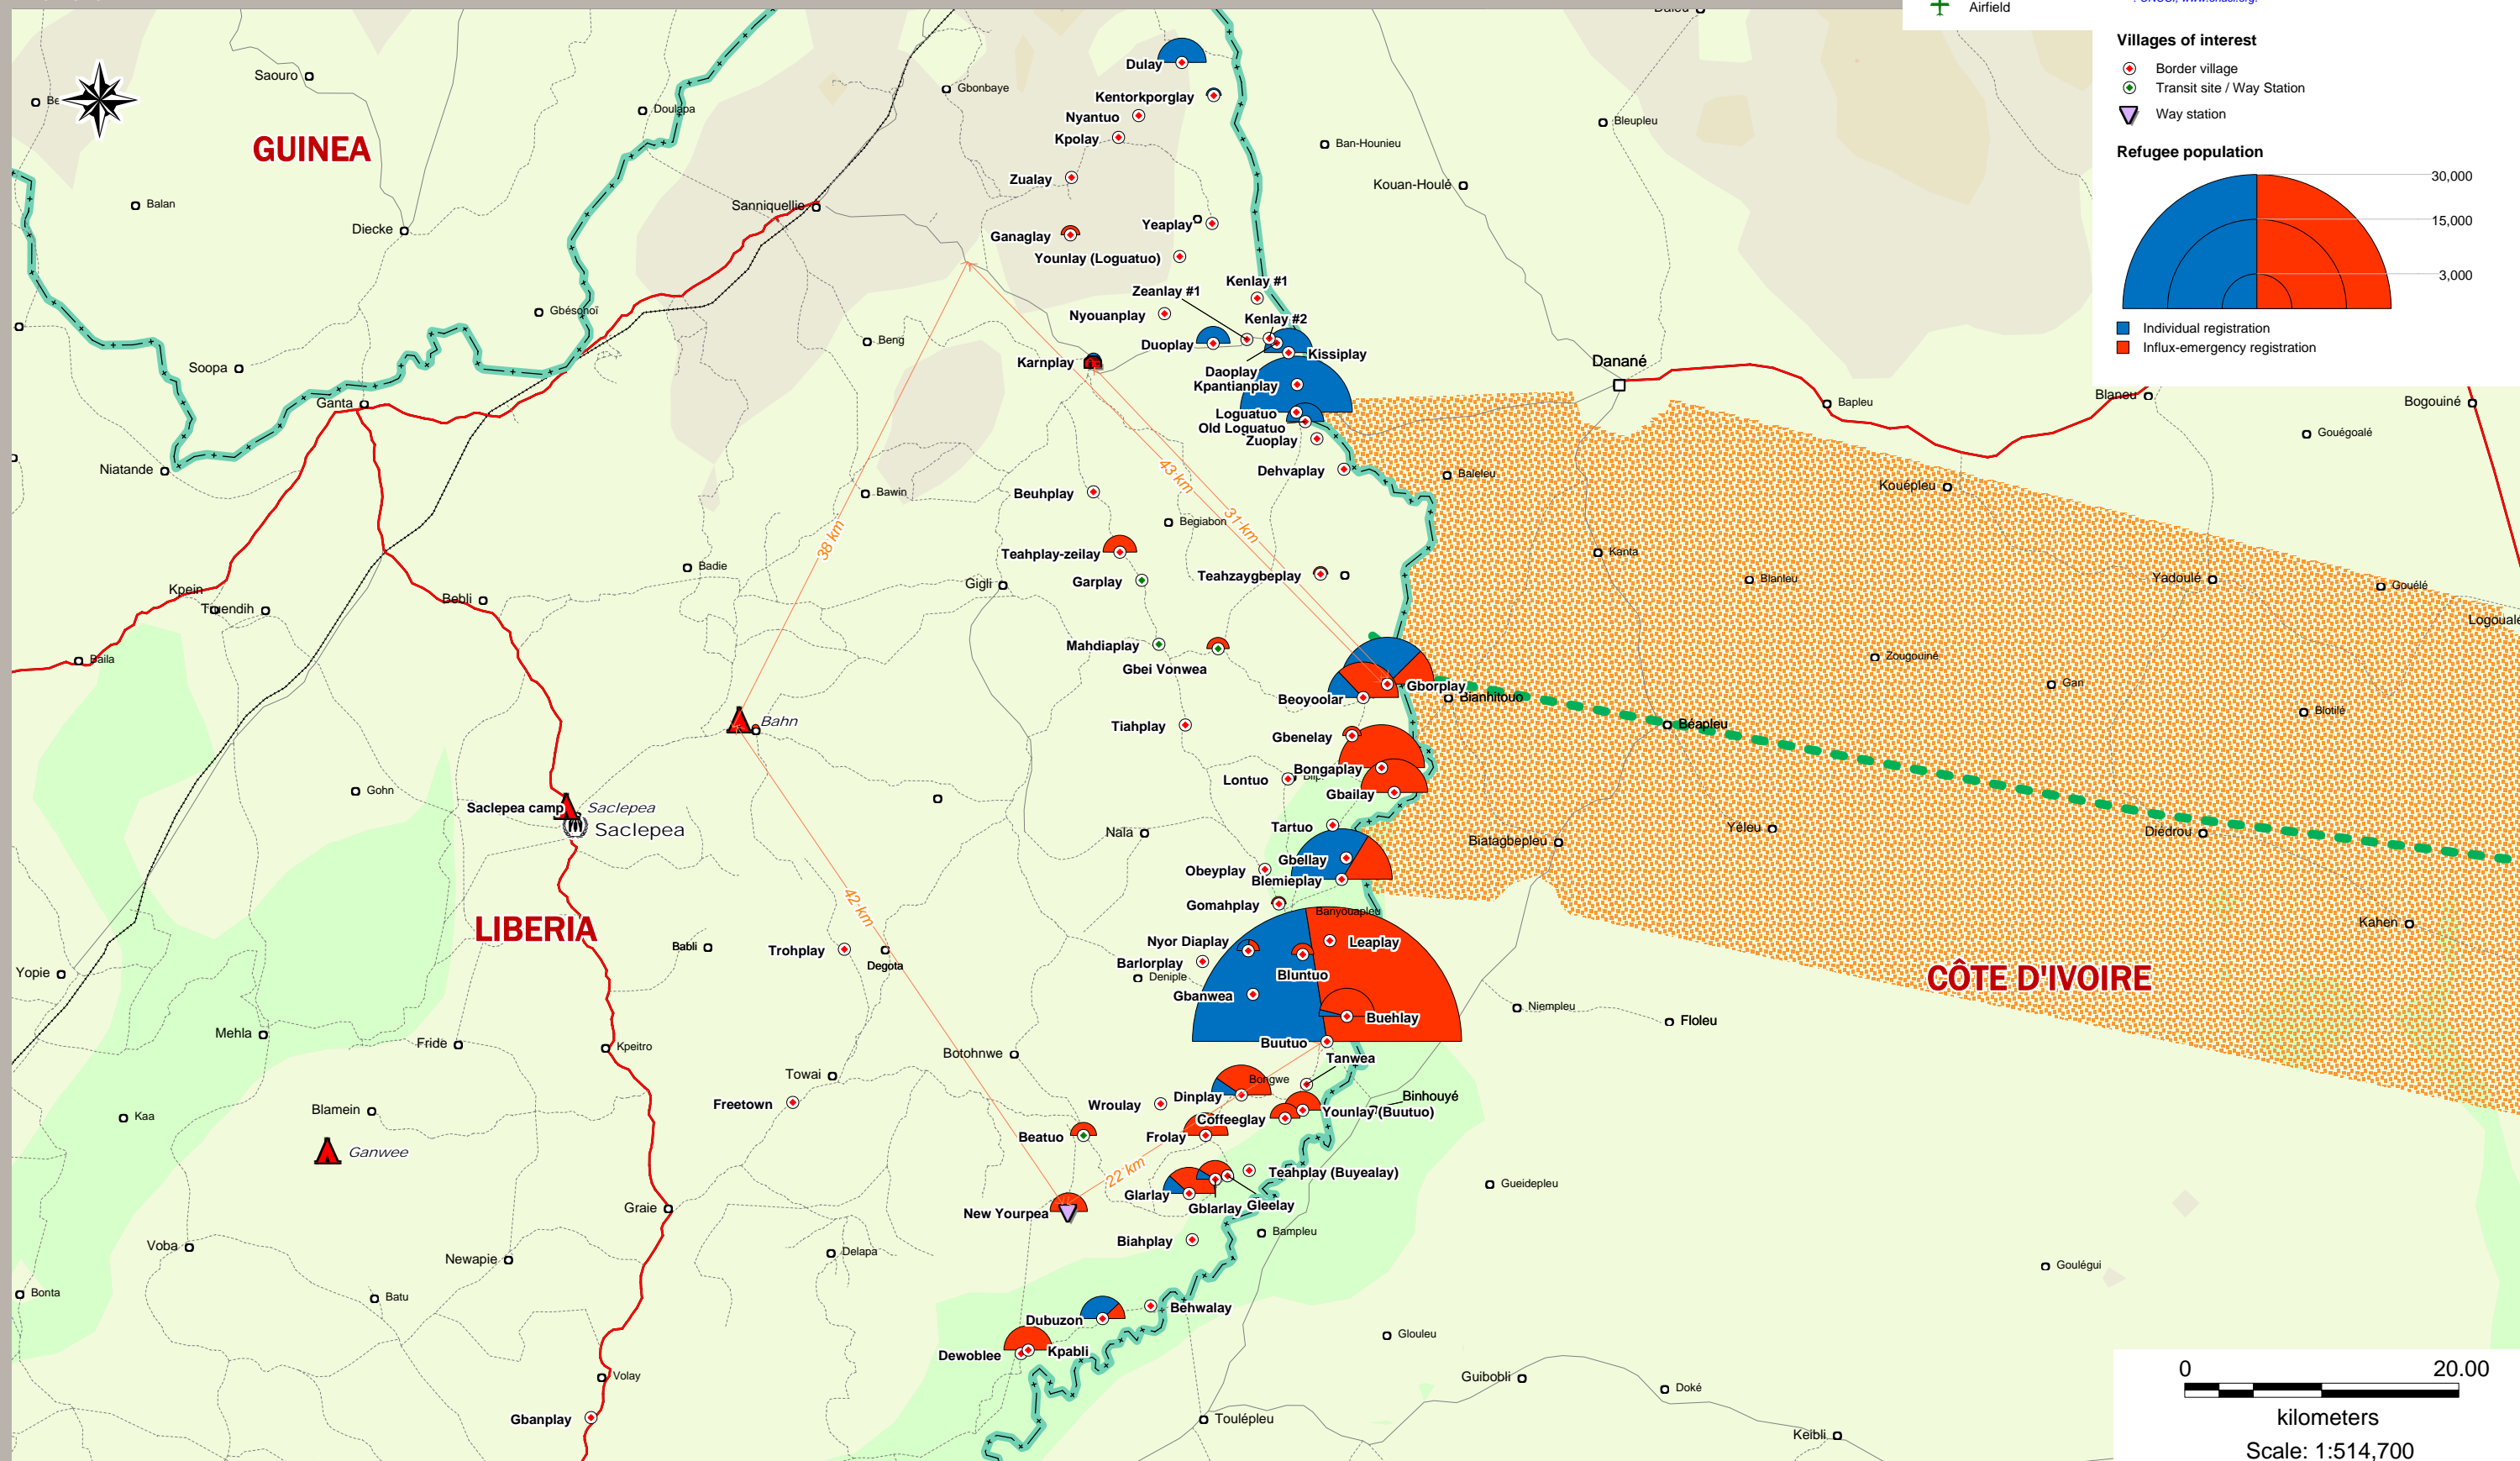 Airfield
Villages of interest
Border village
Transit site / Way Station
Way station
Refugee population
30,000
15,000
3,000
Individual registration
Influx-emergency registration
GUINEA
LIBERIA
CÔTE D'IVOIRE
Saouro
Doulapa
Gbonbaye
Dulay
Kentorkporglay
Nyantuo
Kpolay
Ban-Hounieu
Bleupleu
Kouan-Houlé
Zualay
Balan
Diecke
Sanniquellie
Yeaplay
Ganaglay
Younlay (Loguatuo)
Kenlay #1
Zeanlay #1
Nyouanplay
Kenlay #2
Gbésohoï
Beng
Duoplay
Kissiplay
Karnplay
Daoplay
Kpantianplay
Danané
Soopa
Ganta
Loguatuo
Old Loguatuo
Zuoplay
Bapleu
Blaneu
Bogouiné
Gouégoalé
Niatande
Dehvaplay
Baleleu
Kouépleu
Bawin
Beuhplay
43 km
31 km
38 km
Begiabon
Teahplay-zeilay
Kanta
Badie
Gigli
Garplay
Teahzaygbeplay
Blanleu
Yadoulé
Gouélé
Kpein
Tiuendih
Bebli
Logoualé
Baila
Mahdiaplay
Gbei Vonwea
Zougouiné
Gan
Beoyoolar
Gborplay
Bianhitouo
Blotilé
Bahn
Tiahplay
Gbenelay
Béapleu
Bongaplay
Lontuo
Gbailay
Gohn
Saclepea camp
Saclepea
Saclepea
Nala
Tartuo
Yéleu
Diédrou
Biatagbepleu
Gbellay
Obeyplay
Blemieplay
Gomahplay
Banyouapleu
Kahen
42 km
Babli
Trohplay
Degota
Nyor Diaplay
Leaplay
Barlorplay
Bluntuo
Deniple
Yopie
Gbanwea
Niempleu
Floleu
Buehlay
Mehla
Fride
Kpeitro
Botohnwe
Buutuo
Tanwea
Towai
Bongwe
Dinplay
Binhouyé
Freetown
Wroulay
Kaa
Blamein
Coffeeglay
Younlay (Buutuo)
Beatuo
Frolay
Ganwee
22 km
Teahplay (Buyealay)
Gueidepleu
Glarlay
Gblarlay
Gleelay
New Yourpea
Graie
Biahplay
Bampleu
Voba
Newapie
Delapa
Goulégui
Bonta
Batu
Behwalay
Dubuzon
Glouleu
Dewoblee
Kpabli
Volay
Guibobli
Doké
Gbanplay
Toulépleu
Keibli
0 20.00
kilometers
Scale: 1:514,700